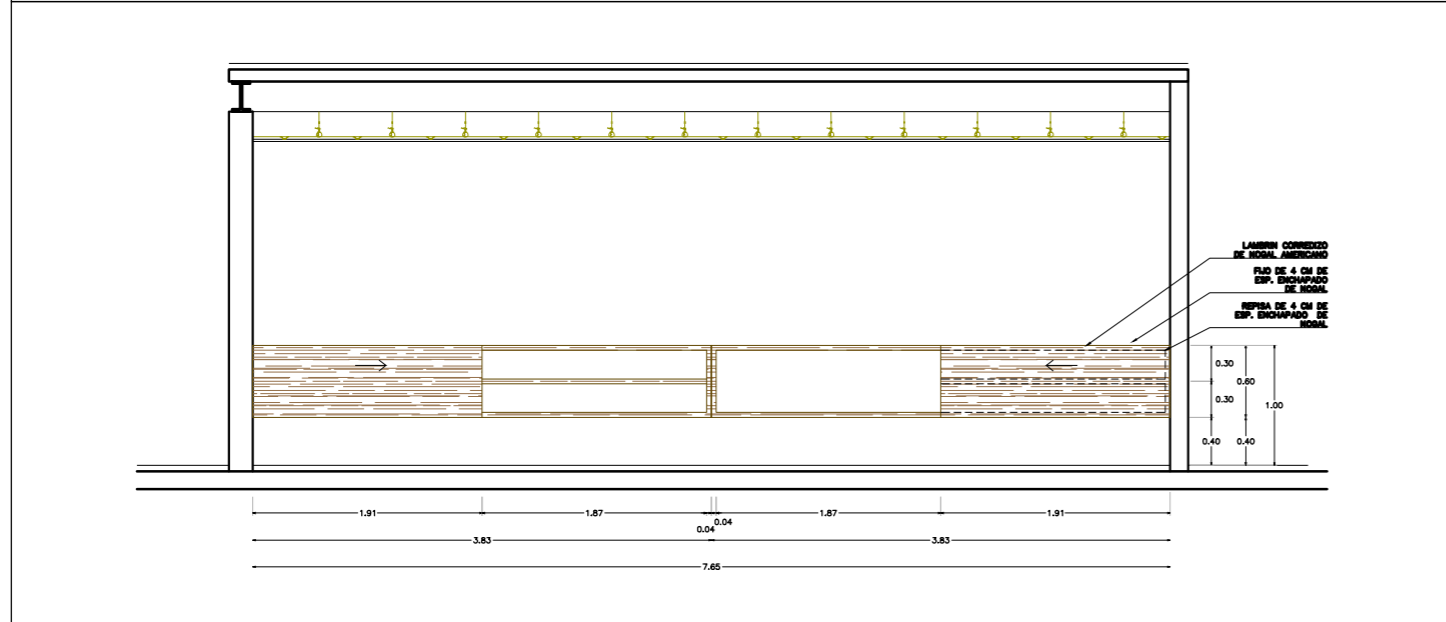 LAMBRIN CORREDIZO
DE NOGAL AMERICANO
FIJO DE 4 CM DE
ESP. ENCHAPADO
DE NOGAL
REPISA DE 4 CM DE
ESP. ENCHAPADO DE
NOGAL
0.30
0.60
0.30
1.00
0.40
0.40
1.91
1.87
0.04
1.87
1.91
0.04
3.83
3.83
7.65